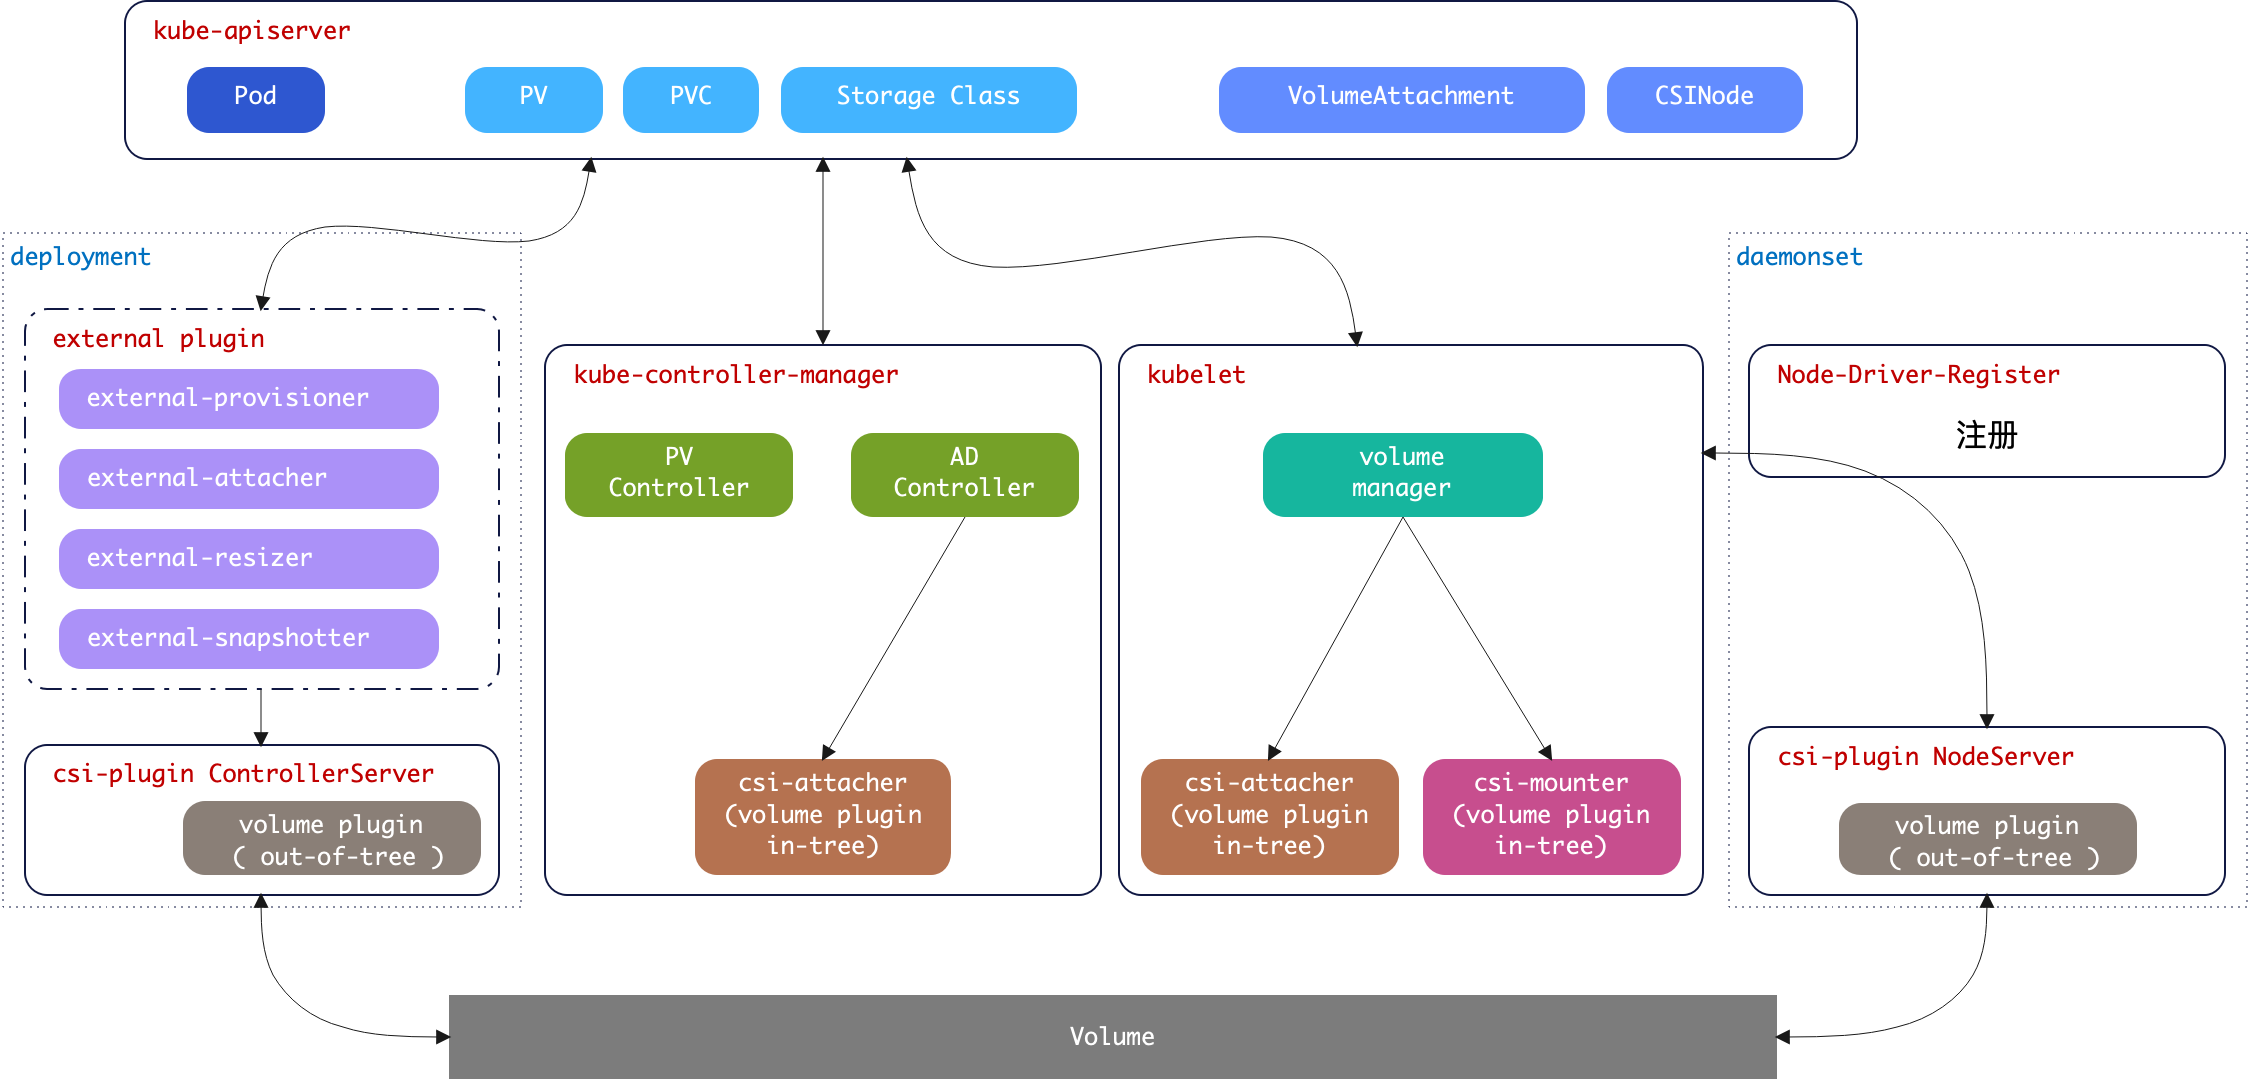 kube-apiserver
Pod
PV
PVC
Storage Class
VolumeAttachment
CSINode
deployment
external plugin
external-provisioner
external-attacher
external-resizer
external-snapshotter
csi-plugin ControllerServer
volume plugin
( out-of-tree )
kube-controller-manager
PV
Controller
AD
Controller
csi-attacher
(volume plugin
in-tree)
kubelet
volume
manager
csi-attacher
(volume plugin
in-tree)
csi-mounter
(volume plugin
in-tree)
daemonset
Node-Driver-Register
注册
csi-plugin NodeServer
volume plugin
( out-of-tree )
Volume